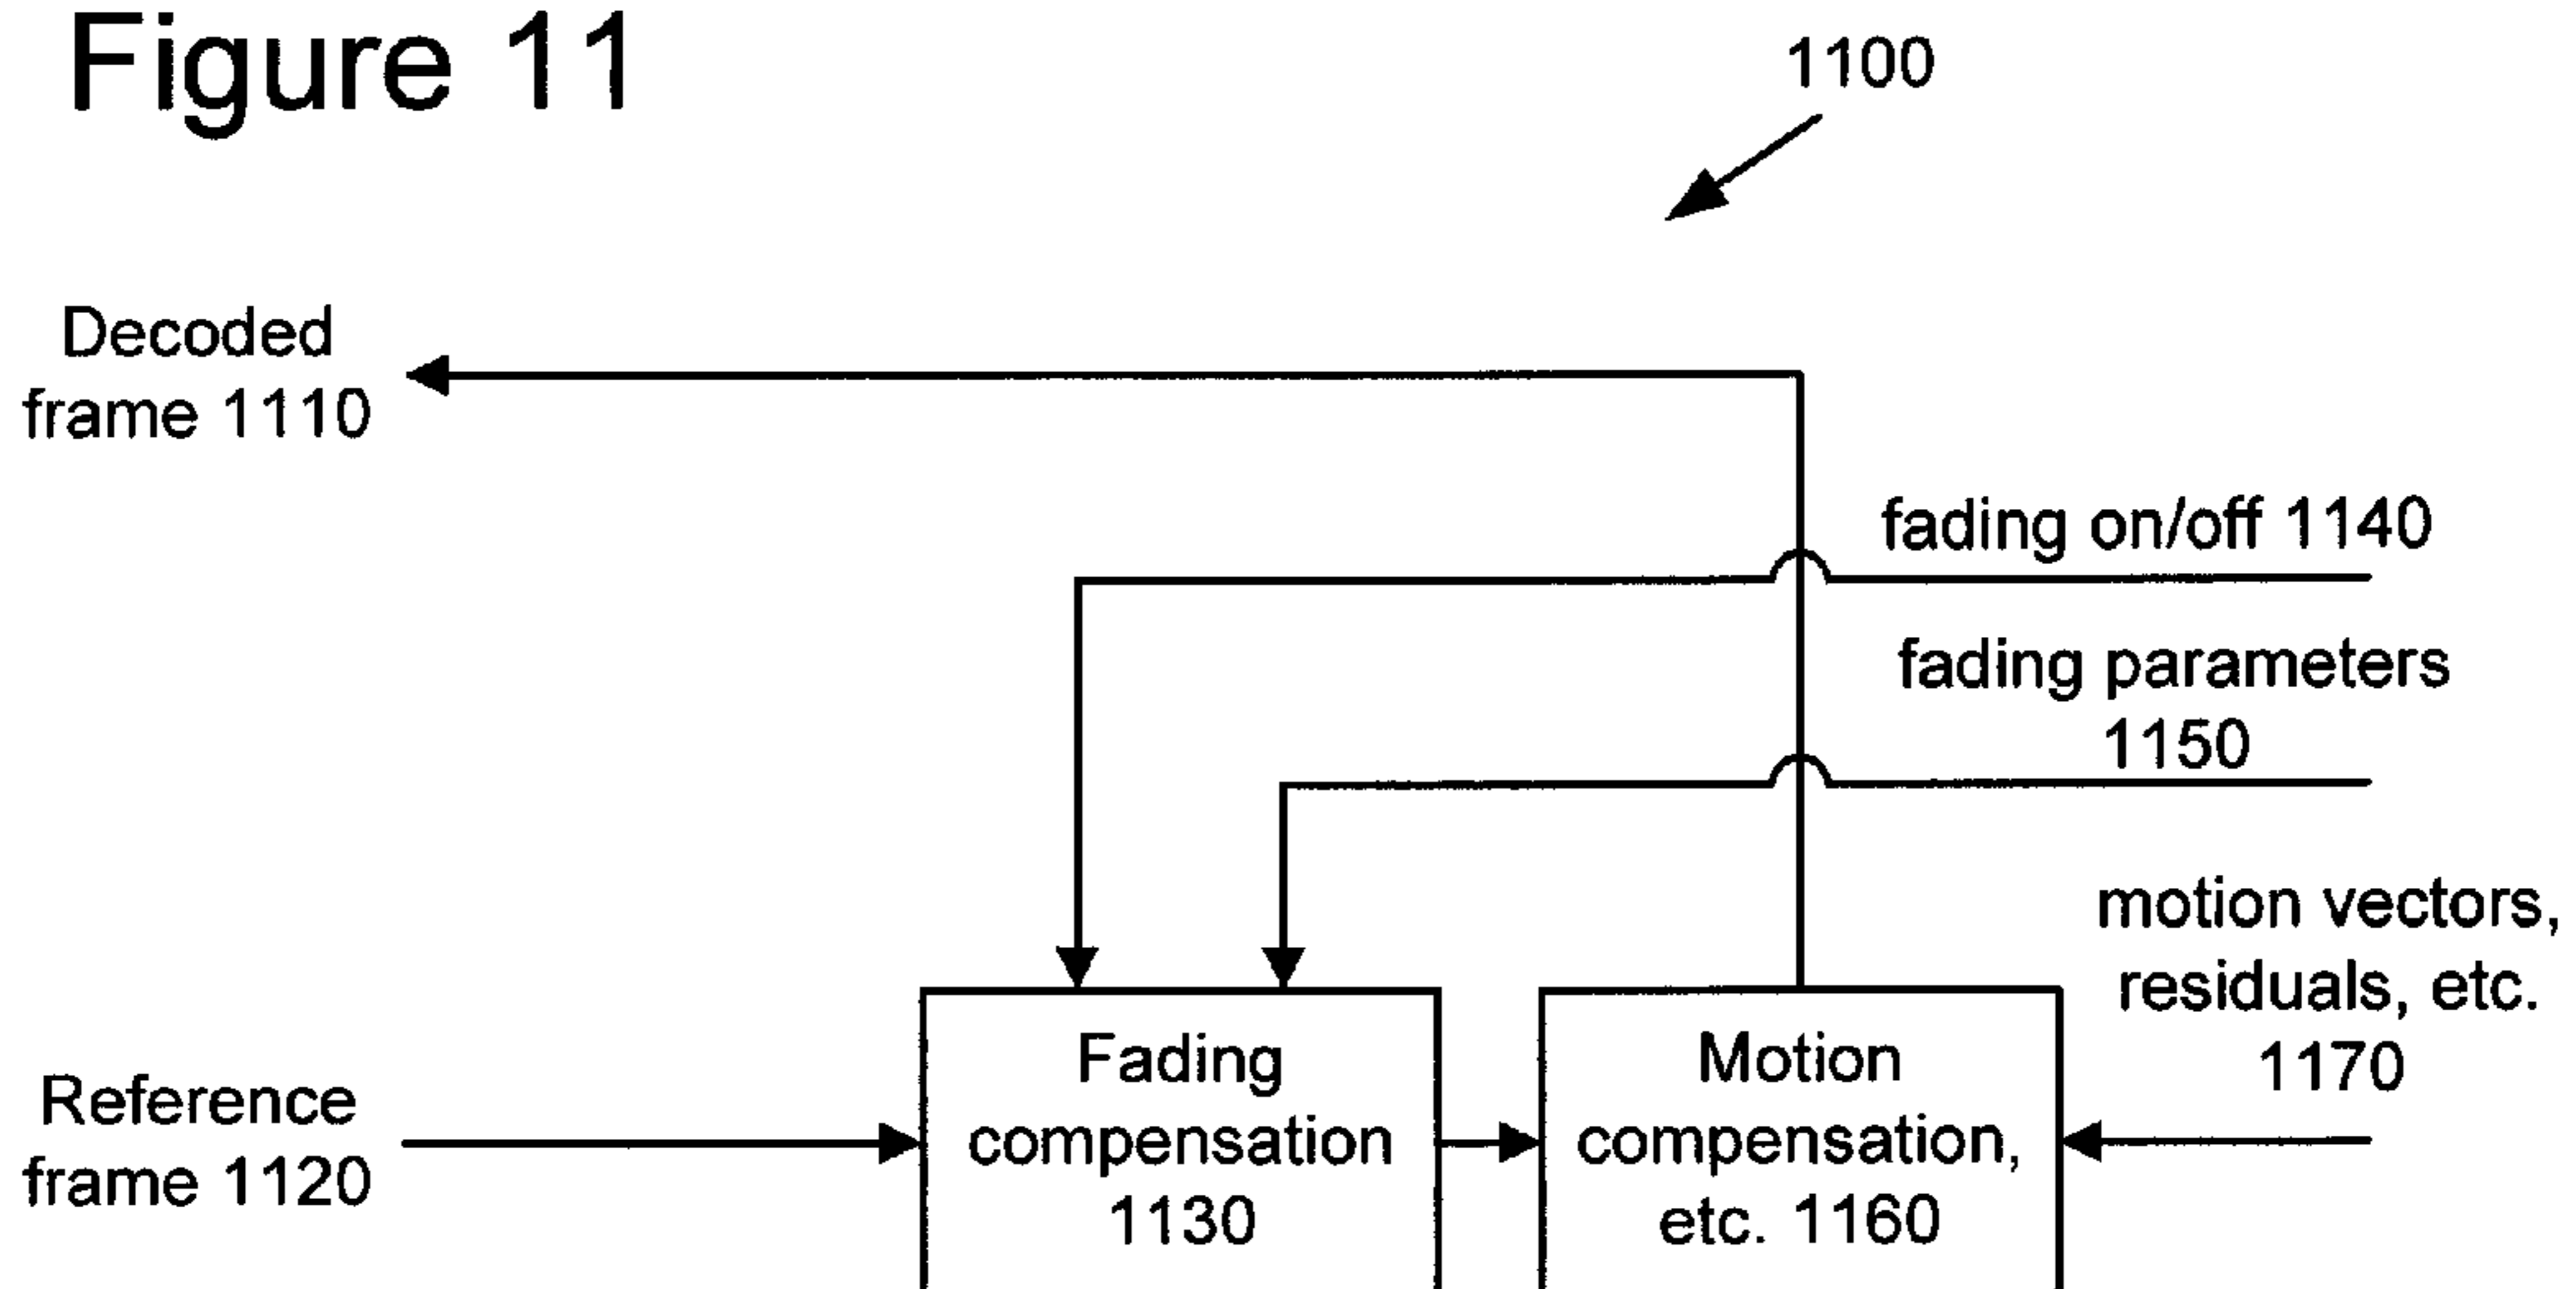 Figure 11
1100
Decoded
frame 1110
fading on/off 1140
fading parameters
1150
motion vectors,
residuals, etc.
1170
Reference
frame 1120
Fading
compensation
1130
Motion
compensation,
etc. 1160